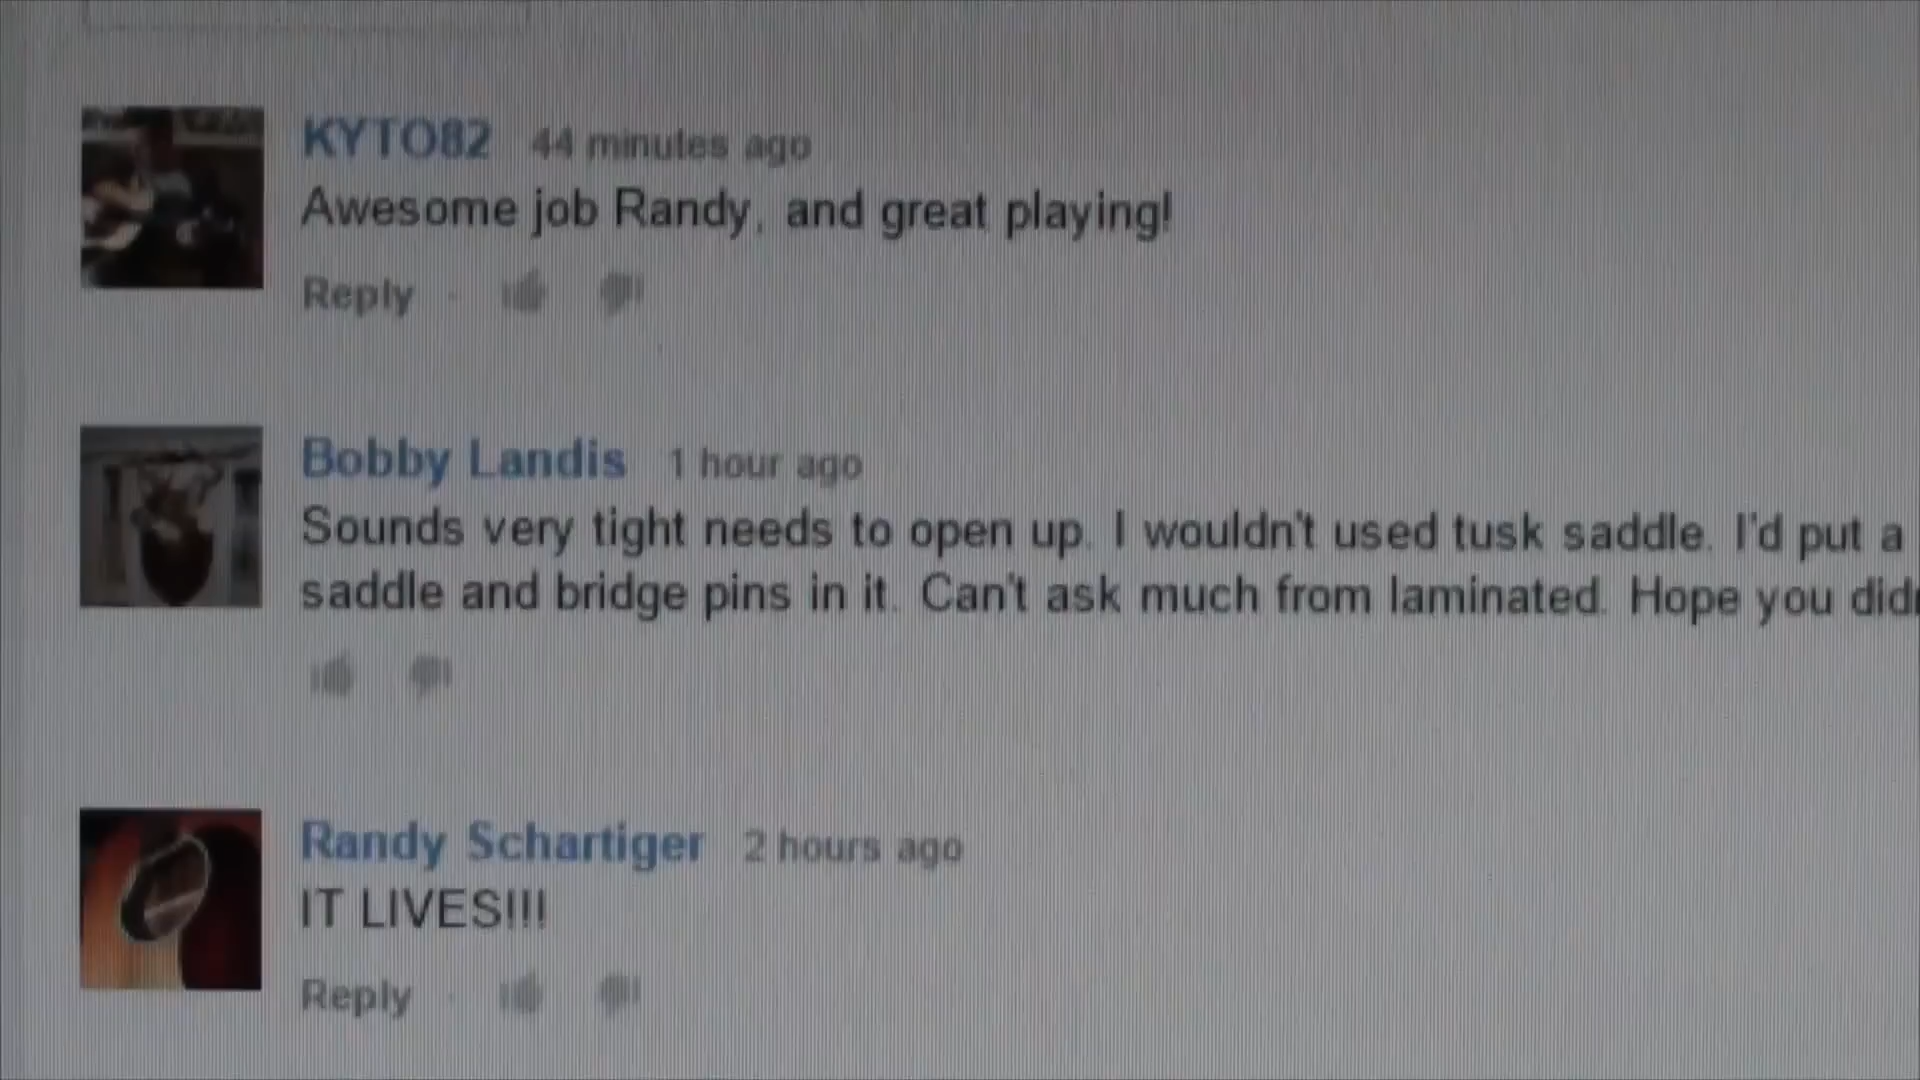 KYTO82 44 minutes ago
Awesome job Randy, and great playing!
Reply
Bobby Landis 1 hour ago
Sounds very tight needs to open up. I wouldn't used tusk saddle. I'd put a
saddle and bridge pins in it. Can't ask much from laminated. Hope you did
Randy Schartiger 2 hours ago
IT LIVES!!!
Reply